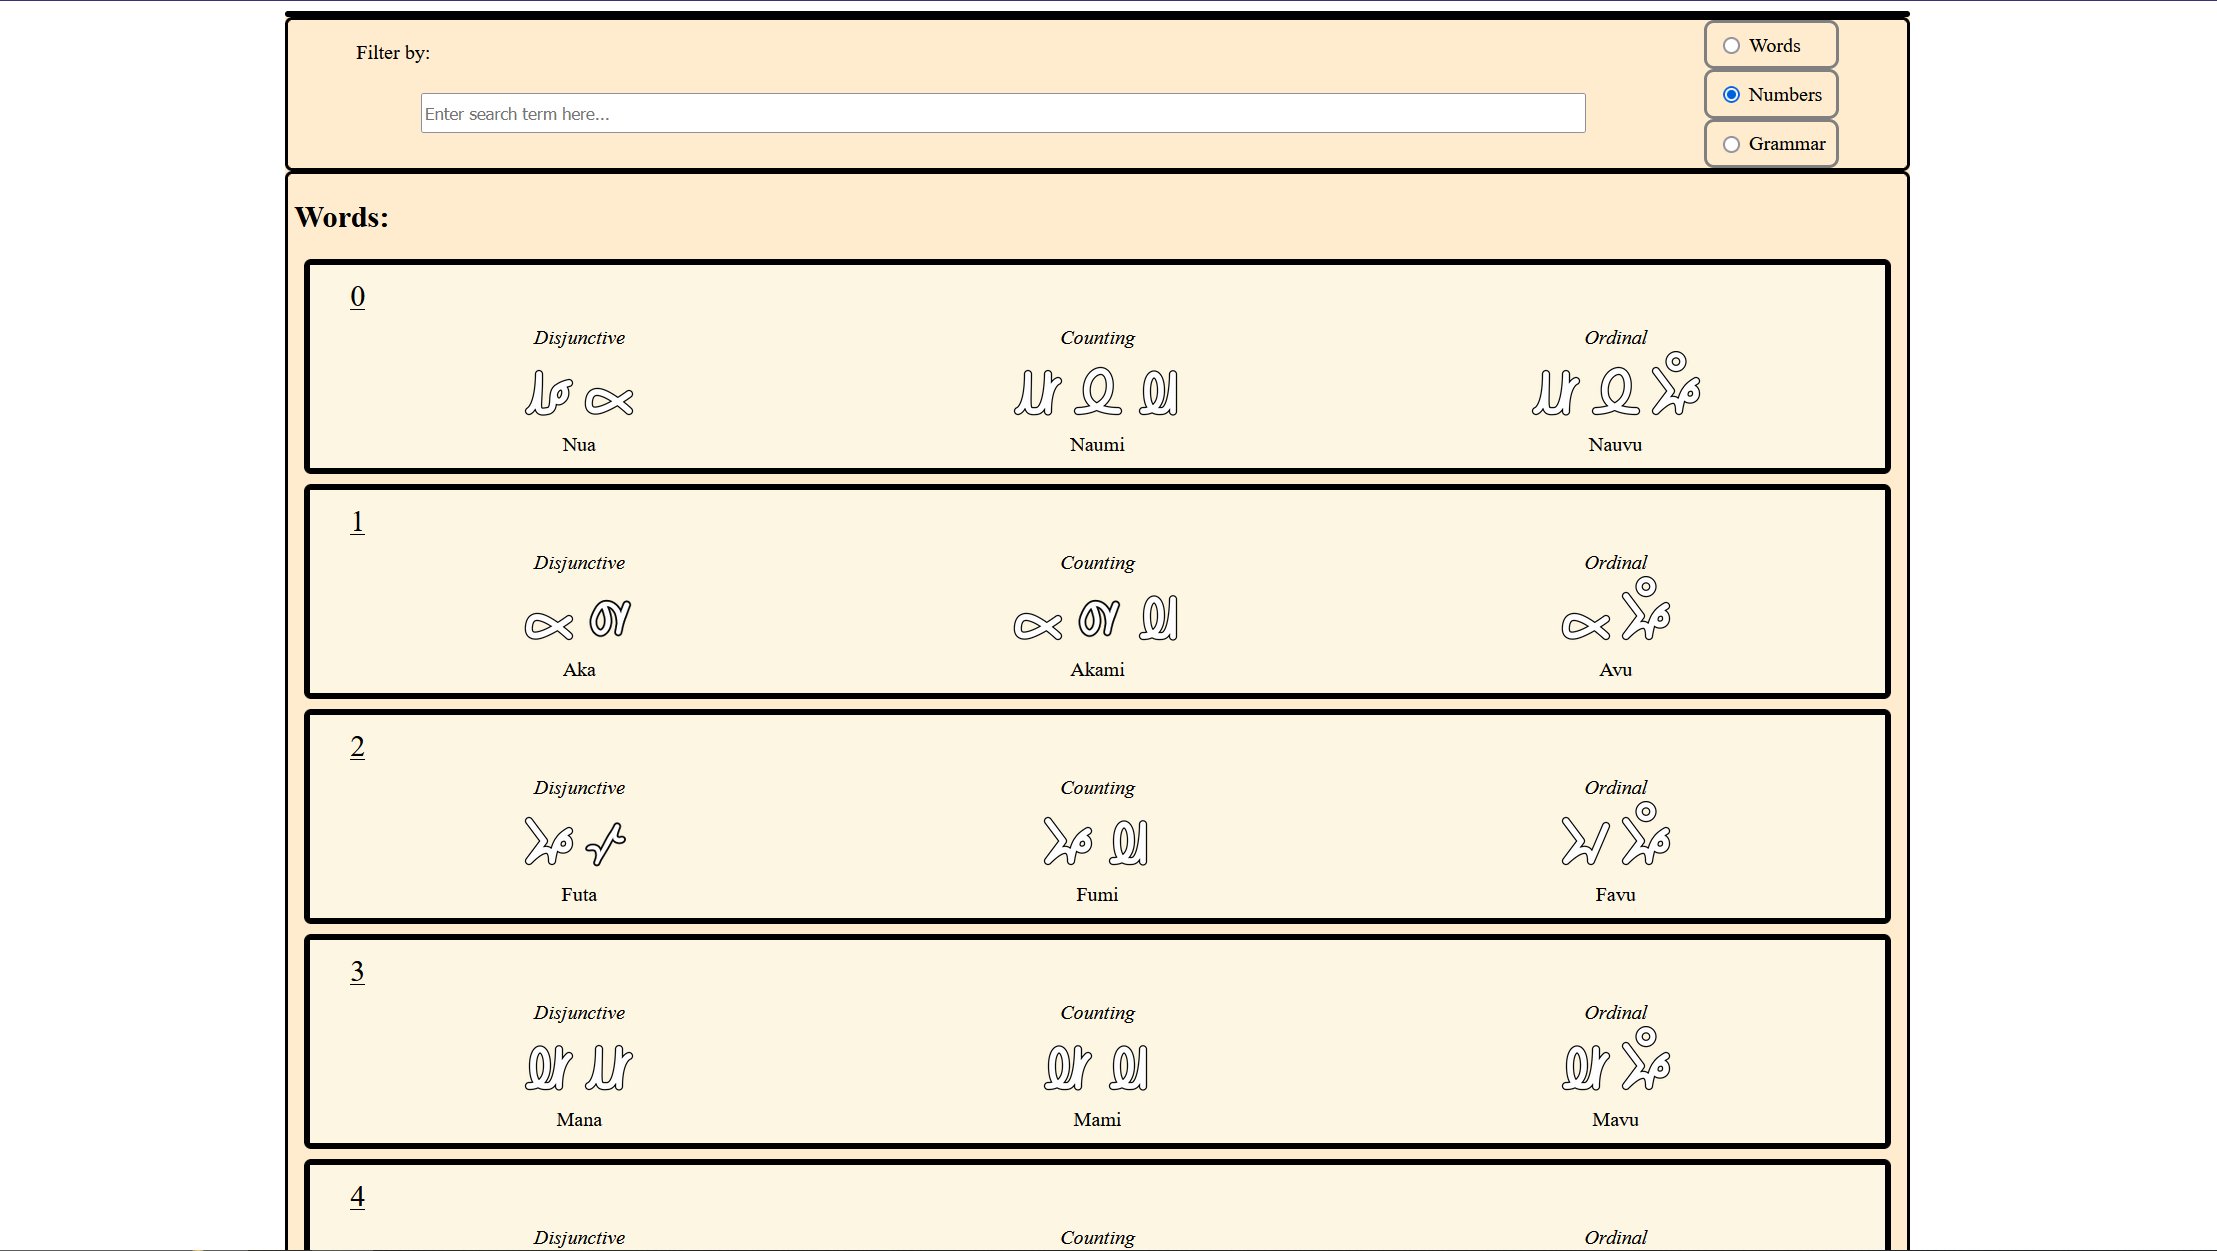 Filter by:
Words
Enter search term here...
Numbers
Grammar
Words:
0
Disjunctive Counting Ordinal
Nua Naumi Nauvu
1
Disjunctive Counting Ordinal
Aka Akami Avu
2
Disjunctive Counting Ordinal
Futa Fumi Favu
3
Disjunctive Counting Ordinal
Mana Mami Mavu
4
Disjunctive Counting Ordinal